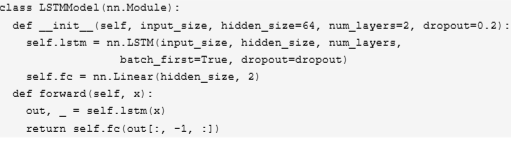 class LSTMModel(nn.Module):
  def __init__(self, input_size, hidden_size=64, num_layers=2, dropout=0.2):
    self.lstm = nn.LSTM(input_size, hidden_size, num_layers,
                batch_first=True, dropout=dropout)
    self.fc = nn.Linear(hidden_size, 2)
  def forward(self, x):
    out, _ = self.lstm(x)
    return self.fc(out[:, -1, :])